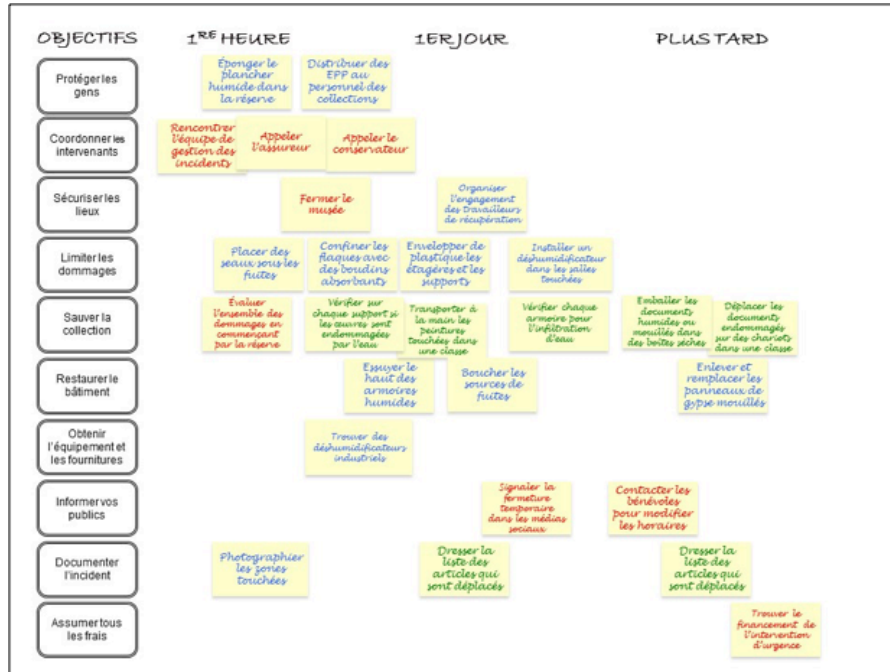 OBJECTIFS
1RE HEURE
1ER JOUR
PLUS TARD
Protéger les
gens
Éponger le
plancher
humide dans
la réserve
Distribuer des
EPP au
personnel des
collections
Coordonner les
intervenants
Rencontrer
l'équipe de
gestion des
incidents
Appeler
l'assureur
Appeler le
conservateur
Sécuriser les
lieux
Fermer le
musée
Organiser
l'engagement
des travailleurs
de récupération
Limiter les
dommages
Placer des
seaux sous les
fuites
Confiner les
flaques avec
des boudins
absorbants
Envelopper de
plastique les
étagères et les
supports
Installer un
déshumidificateur
dans les salles
touchées
Sauver la
collection
Évaluer
l'ensemble des
dommages en
commençant
par la réserve
Vérifier sur
chaque support si
les œuvres sont
endommagées
par l'eau
Transporter à
la main les
peintures
touchées dans
une classe
Vérifier chaque
armoire pour
l'infiltration
d'eau
Emballer les
documents
humides ou
mouillés dans
des boîtes sèches
Déplacer les
documents
endommagés
sur des chariots
dans une classe
Restaurer le
bâtiment
Essuyer le
haut des
armoires
humides
Boucher les
sources de
fuites
Enlever et
remplacer les
panneaux de
gypse mouillés
Obtenir
l'équipement et
les fournitures
Trouver des
déshumidificateurs
industriels
Informer vos
publics
Signaler la
fermeture
temporaire
dans les médias
sociaux
Contacter les
bénévoles
pour modifier
les horaires
Documenter
l'incident
Photographier
les zones
touchées
Dresser la
liste des
articles qui
sont déplacés
Dresser la
liste des
articles qui
sont déplacés
Assumer tous
les frais
Trouver le
financement de
l'intervention
d'urgence